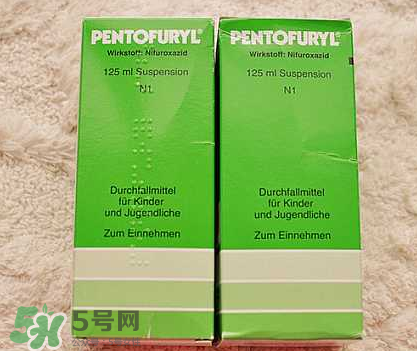 PENTOFURYL®
Wirkstoff: Nifuroxazid
125 ml Suspension
N1
Durchfallmittel
für Kinder
und Jugendliche
Zum Einnehmen
PENTOFURYL®
Wirkstoff: Nifuroxazid
125 ml Suspension
N1
Durchfallmittel
für Kinder
und Jugendliche
Zum Einnehmen
5号网